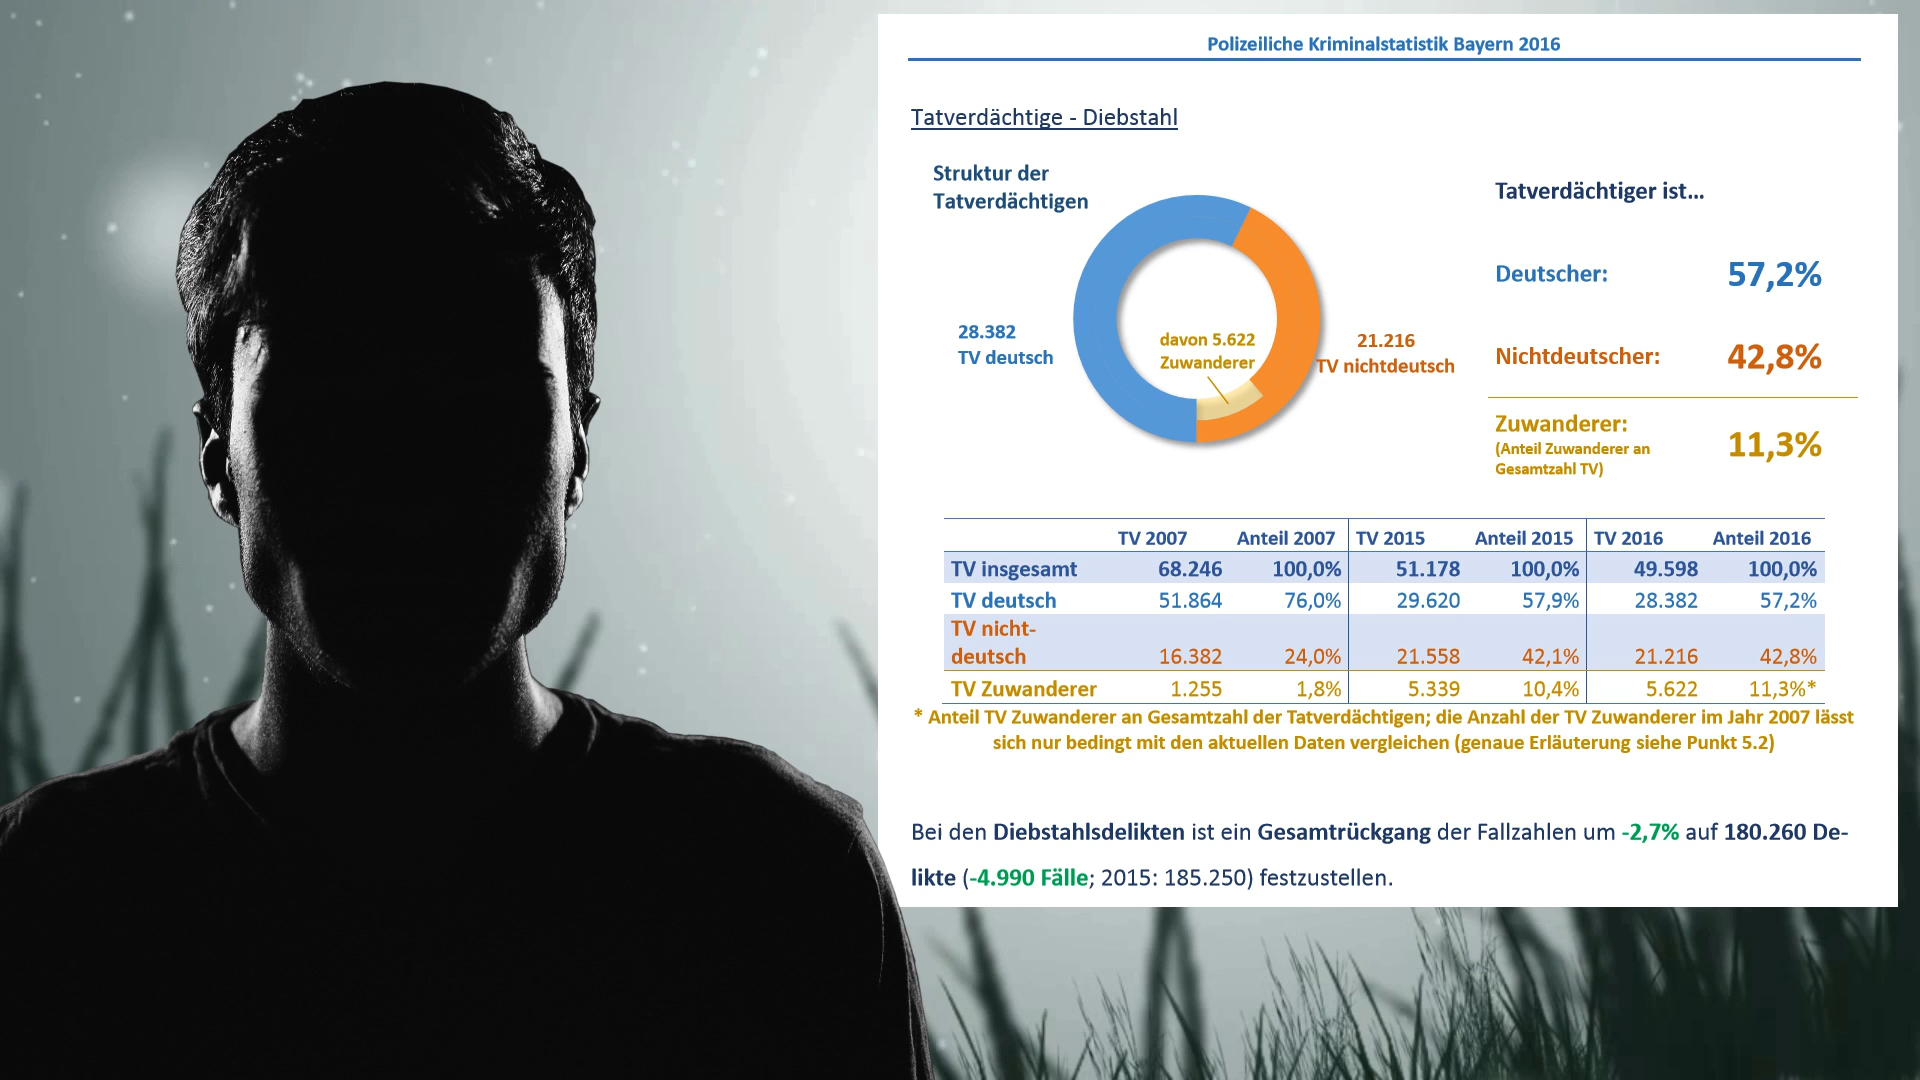 Polizeiliche Kriminalstatistik Bayern 2016
Tatverdächtige - Diebstahl
Struktur der
Tatverdächtigen
28.382
TV deutsch
davon 5.622
Zuwanderer
21.216
TV nichtdeutsch
Tatverdächtiger ist...
Deutscher: 57,2%
Nichtdeutscher: 42,8%
Zuwanderer:
(Anteil Zuwanderer an
Gesamtzahl TV)
11,3%
TV 2007 Anteil 2007 TV 2015 Anteil 2015 TV 2016 Anteil 2016
TV insgesamt 68.246 100,0% 51.178 100,0% 49.598 100,0%
TV deutsch 51.864 76,0% 29.620 57,9% 28.382 57,2%
TV nicht-
deutsch 16.382 24,0% 21.558 42,1% 21.216 42,8%
TV Zuwanderer 1.255 1,8% 5.339 10,4% 5.622 11,3%*
* Anteil TV Zuwanderer an Gesamtzahl der Tatverdächtigen; die Anzahl der TV Zuwanderer im Jahr 2007 lässt
sich nur bedingt mit den aktuellen Daten vergleichen (genaue Erläuterung siehe Punkt 5.2)
Bei den Diebstahlsdelikten ist ein Gesamtrückgang der Fallzahlen um -2,7% auf 180.260 De-
likte (-4.990 Fälle; 2015: 185.250) festzustellen.